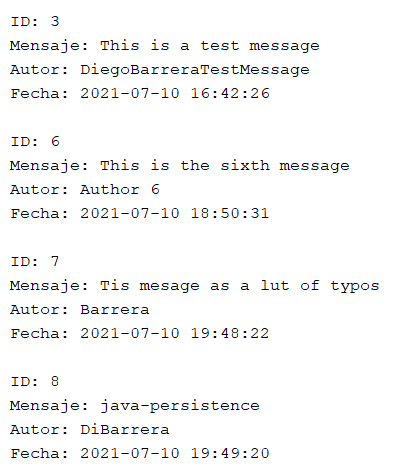 ID: 3
Mensaje: This is a test message
Autor: DiegoBarreraTestMessage
Fecha: 2021-07-10 16:42:26
ID: 6
Mensaje: This is the sixth message
Autor: Author 6
Fecha: 2021-07-10 18:50:31
ID: 7
Mensaje: Tis mesage as a lut of typos
Autor: Barrera
Fecha: 2021-07-10 19:48:22
ID: 8
Mensaje: java-persistence
Autor: DiBarrera
Fecha: 2021-07-10 19:49:20